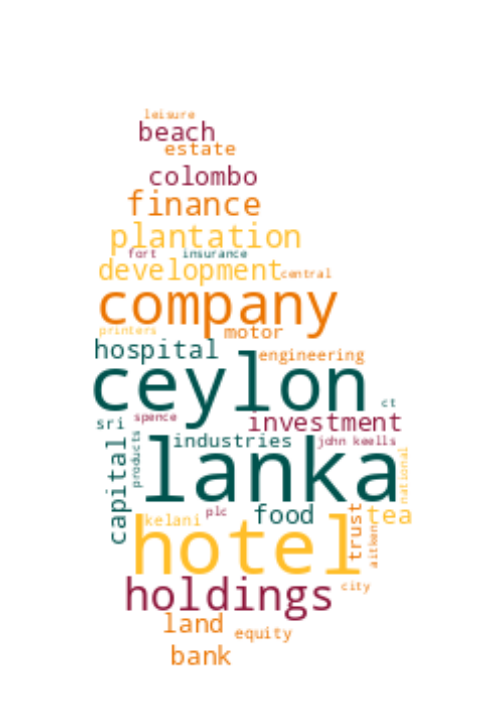 leisure
beach
estate
colombo
finance
plantation
fort insurance
development central
company
printers motor
hospital engineering
ceylon
ct
sri spence investment
capital products industries john keells
lanka
national
kelani plc food trust tea
hotel
aitken
holdings city
land equity
bank